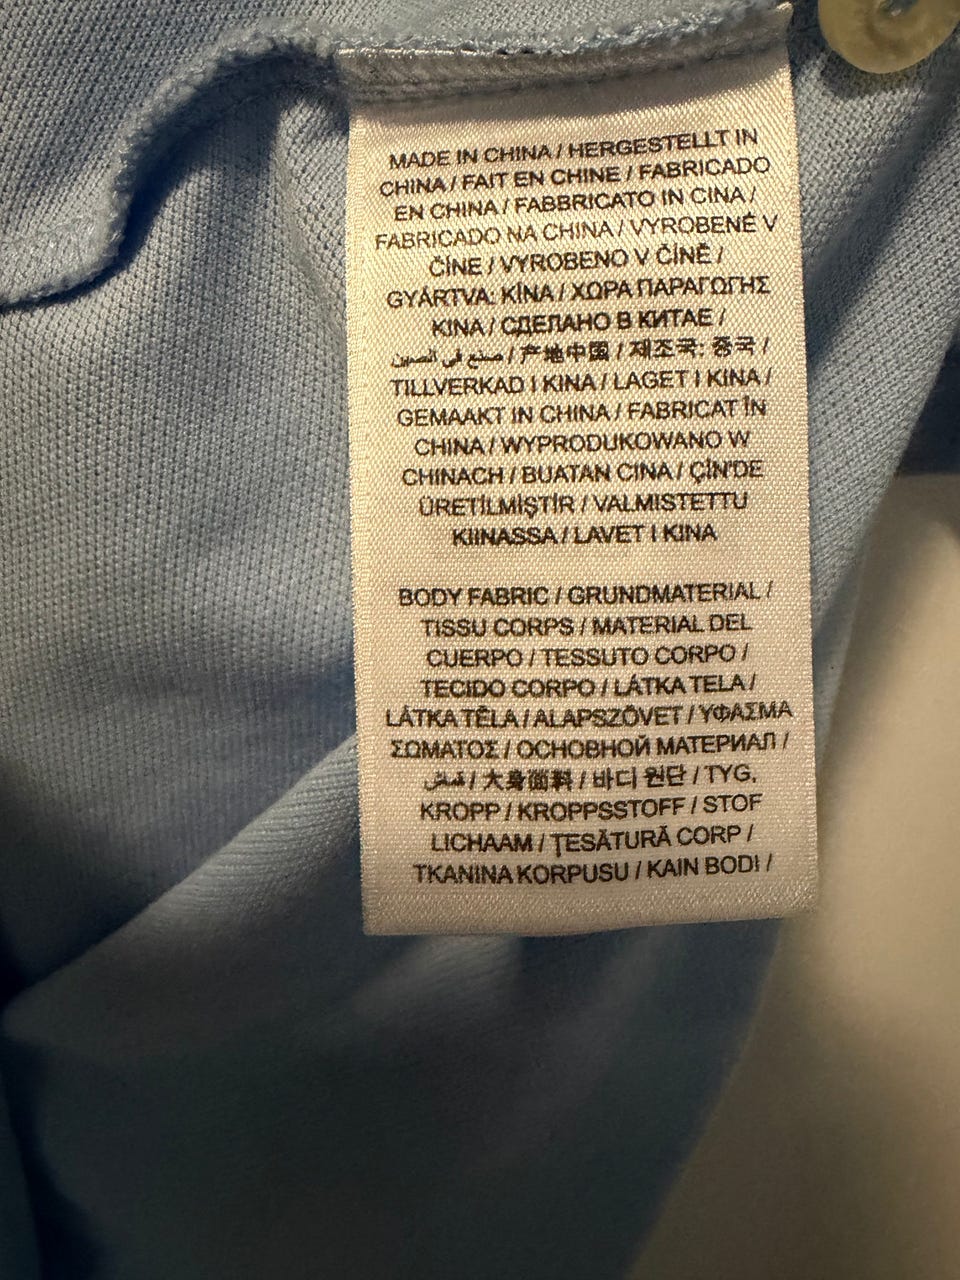 MADE IN CHINA / HERGESTELLT IN
CHINA / FAIT EN CHINE / FABRICADO
EN CHINA / FABBRICATO IN CINA /
FABRICADO NA CHINA / VYROBENÉ V
ČÍNE / VYROBENO V ČÍNĚ /
GYÁRTVA: KÍNA / ΧΩΡΑ ΠΑΡΑΓΩΓΗΣ
KINA / СДЕЛАНО В КИТАЕ /
صنع في الصين / 产地中国 / 제조국: 중국 /
TILLVERKAD I KINA / LAGET I KINA /
GEMAAKT IN CHINA / FABRICAT ÎN
CHINA / WYPRODUKOWANO W
CHINACH / BUATAN CINA / ÇİN'DE
ÜRETİLMİŞTİR / VALMISTETTU
KIINASSA / LAVET I KINA
BODY FABRIC / GRUNDMATERIAL /
TISSU CORPS / MATERIAL DEL
CUERPO / TESSUTO CORPO /
TECIDO CORPO / LÁTKA TELA /
LÁTKA TĚLA / ALAPSZÖVET / ΥΦΑΣΜΑ
ΣΩΜΑΤΟΣ / ОСНОВНОЙ МАТЕРИАЛ /
قماش / 大身面料 / 바디 원단 / TYG,
KROPP / KROPPSSTOFF / STOF
LICHAAM / ŢESĂTURĂ CORP /
TKANINA KORPUSU / KAIN BODI /